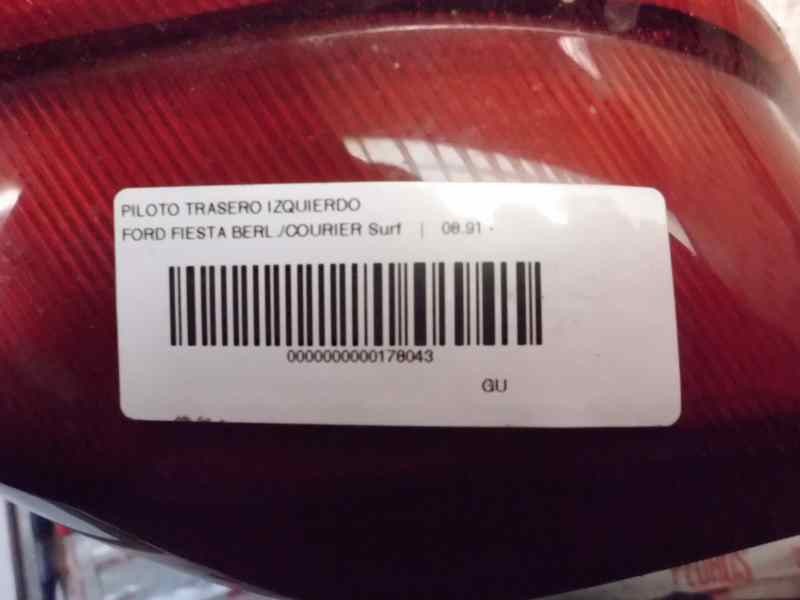 PILOTO TRASERO IZQUIERDO
FORD FIESTA BERL./COURIER Surf | 08.91 -
0000000000178043
GU